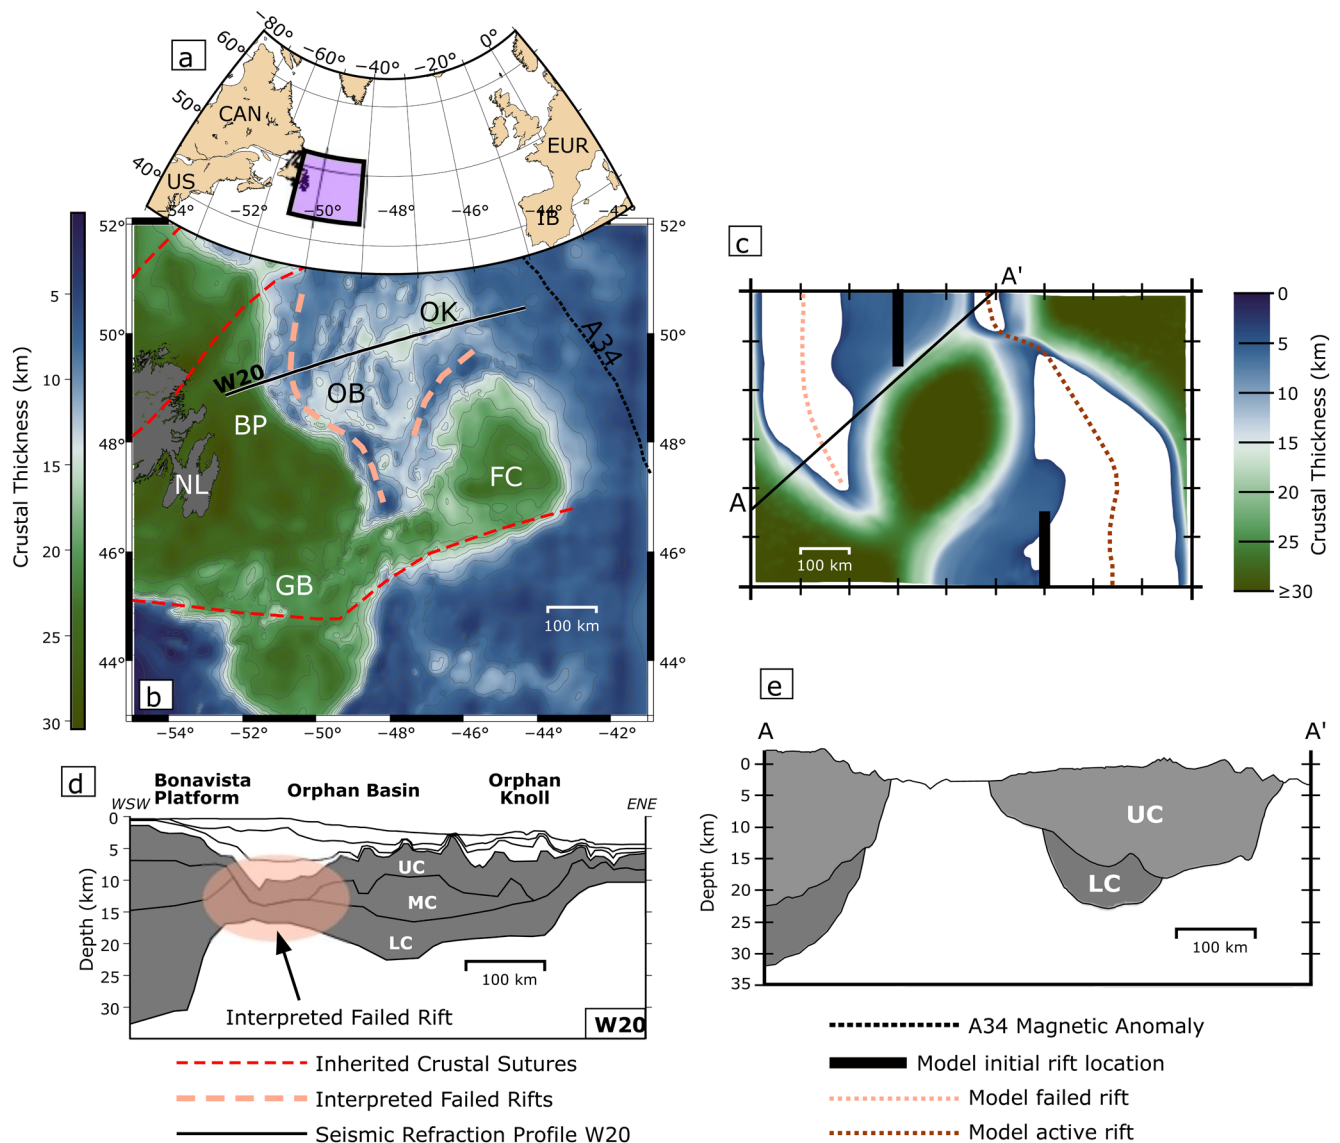 a
−80°
−60°
−40°
−20°
0°
60°
50°
40°
CAN
US
EUR
IB
−54°
−52°
−50°
−48°
−46°
−44°
−42°
52°
52°
50°
50°
48°
48°
46°
46°
44°
44°
OK
A34
W20
OB
BP
NL
FC
GB
100 km
b
−54°
−52°
−50°
−48°
−46°
−44°
−42°
Crustal Thickness (km)
5
10
15
20
25
30
c
A'
A
100 km
0
5
10
15
20
25
≥30
Crustal Thickness (km)
d
Bonavista
Platform
Orphan Basin
Orphan
Knoll
WSW
ENE
0
5
10
15
20
25
30
Depth (km)
UC
MC
LC
100 km
Interpreted Failed Rift
W20
e
A
A'
0
5
10
15
20
25
30
35
Depth (km)
UC
LC
100 km
Inherited Crustal Sutures
Interpreted Failed Rifts
Seismic Refraction Profile W20
A34 Magnetic Anomaly
Model initial rift location
Model failed rift
Model active rift